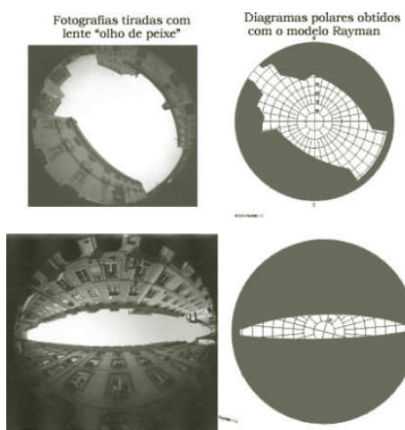 Fotografias tiradas com
lente “olho de peixe”
Diagramas polares obtidos
com o modelo Rayman